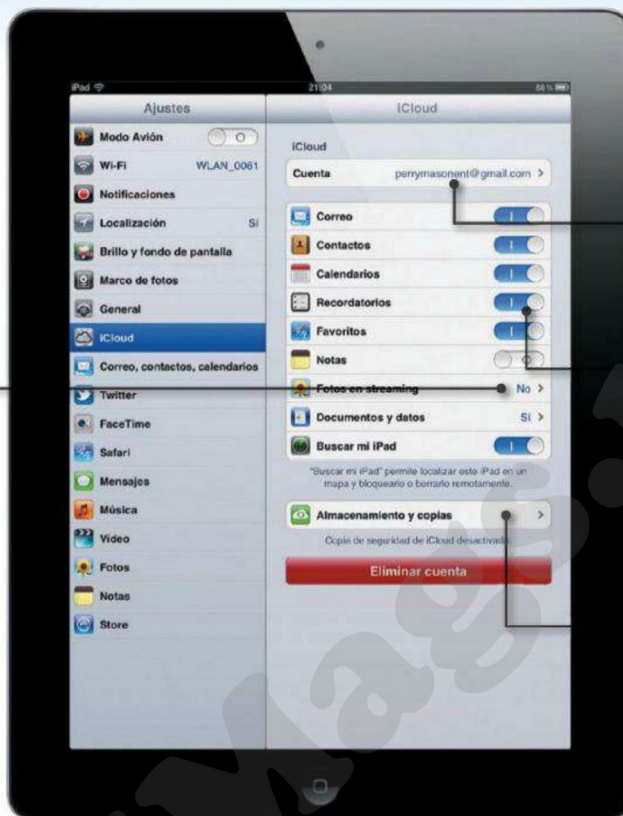 iPad
21:04
88 %
Ajustes
Modo Avión
Wi-Fi WLAN_0061
Notificaciones
Localización Sí
Brillo y fondo de pantalla
Marco de fotos
General
iCloud
Correo, contactos, calendarios
Twitter
FaceTime
Safari
Mensajes
Música
Vídeo
Fotos
Notas
Store
iCloud
iCloud
Cuenta perrymasonent@gmail.com
Correo
Contactos
Calendarios
Recordatorios
Favoritos
Notas
Fotos en streaming No
Documentos y datos Sí
Buscar mi iPad
"Buscar mi iPad" permite localizar este iPad en un
mapa y bloquearlo o borrarlo remotamente.
Almacenamiento y copias
Copia de seguridad de iCloud desactivada.
Eliminar cuenta